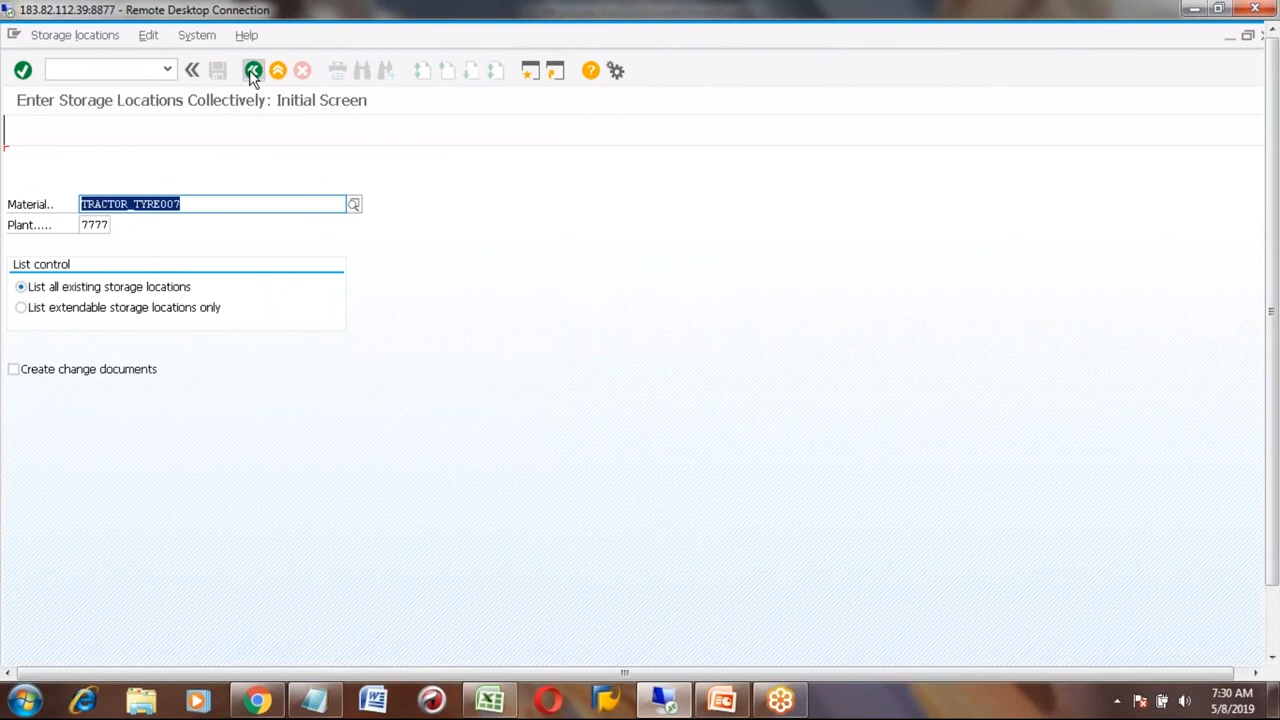 183.82.112.39:8877 - Remote Desktop Connection
Storage locations Edit System Help
Enter Storage Locations Collectively: Initial Screen
Material.. TRACTOR_TYRE007
Plant..... 7777
List control
List all existing storage locations
List extendable storage locations only
Create change documents
7:30 AM
5/8/2019